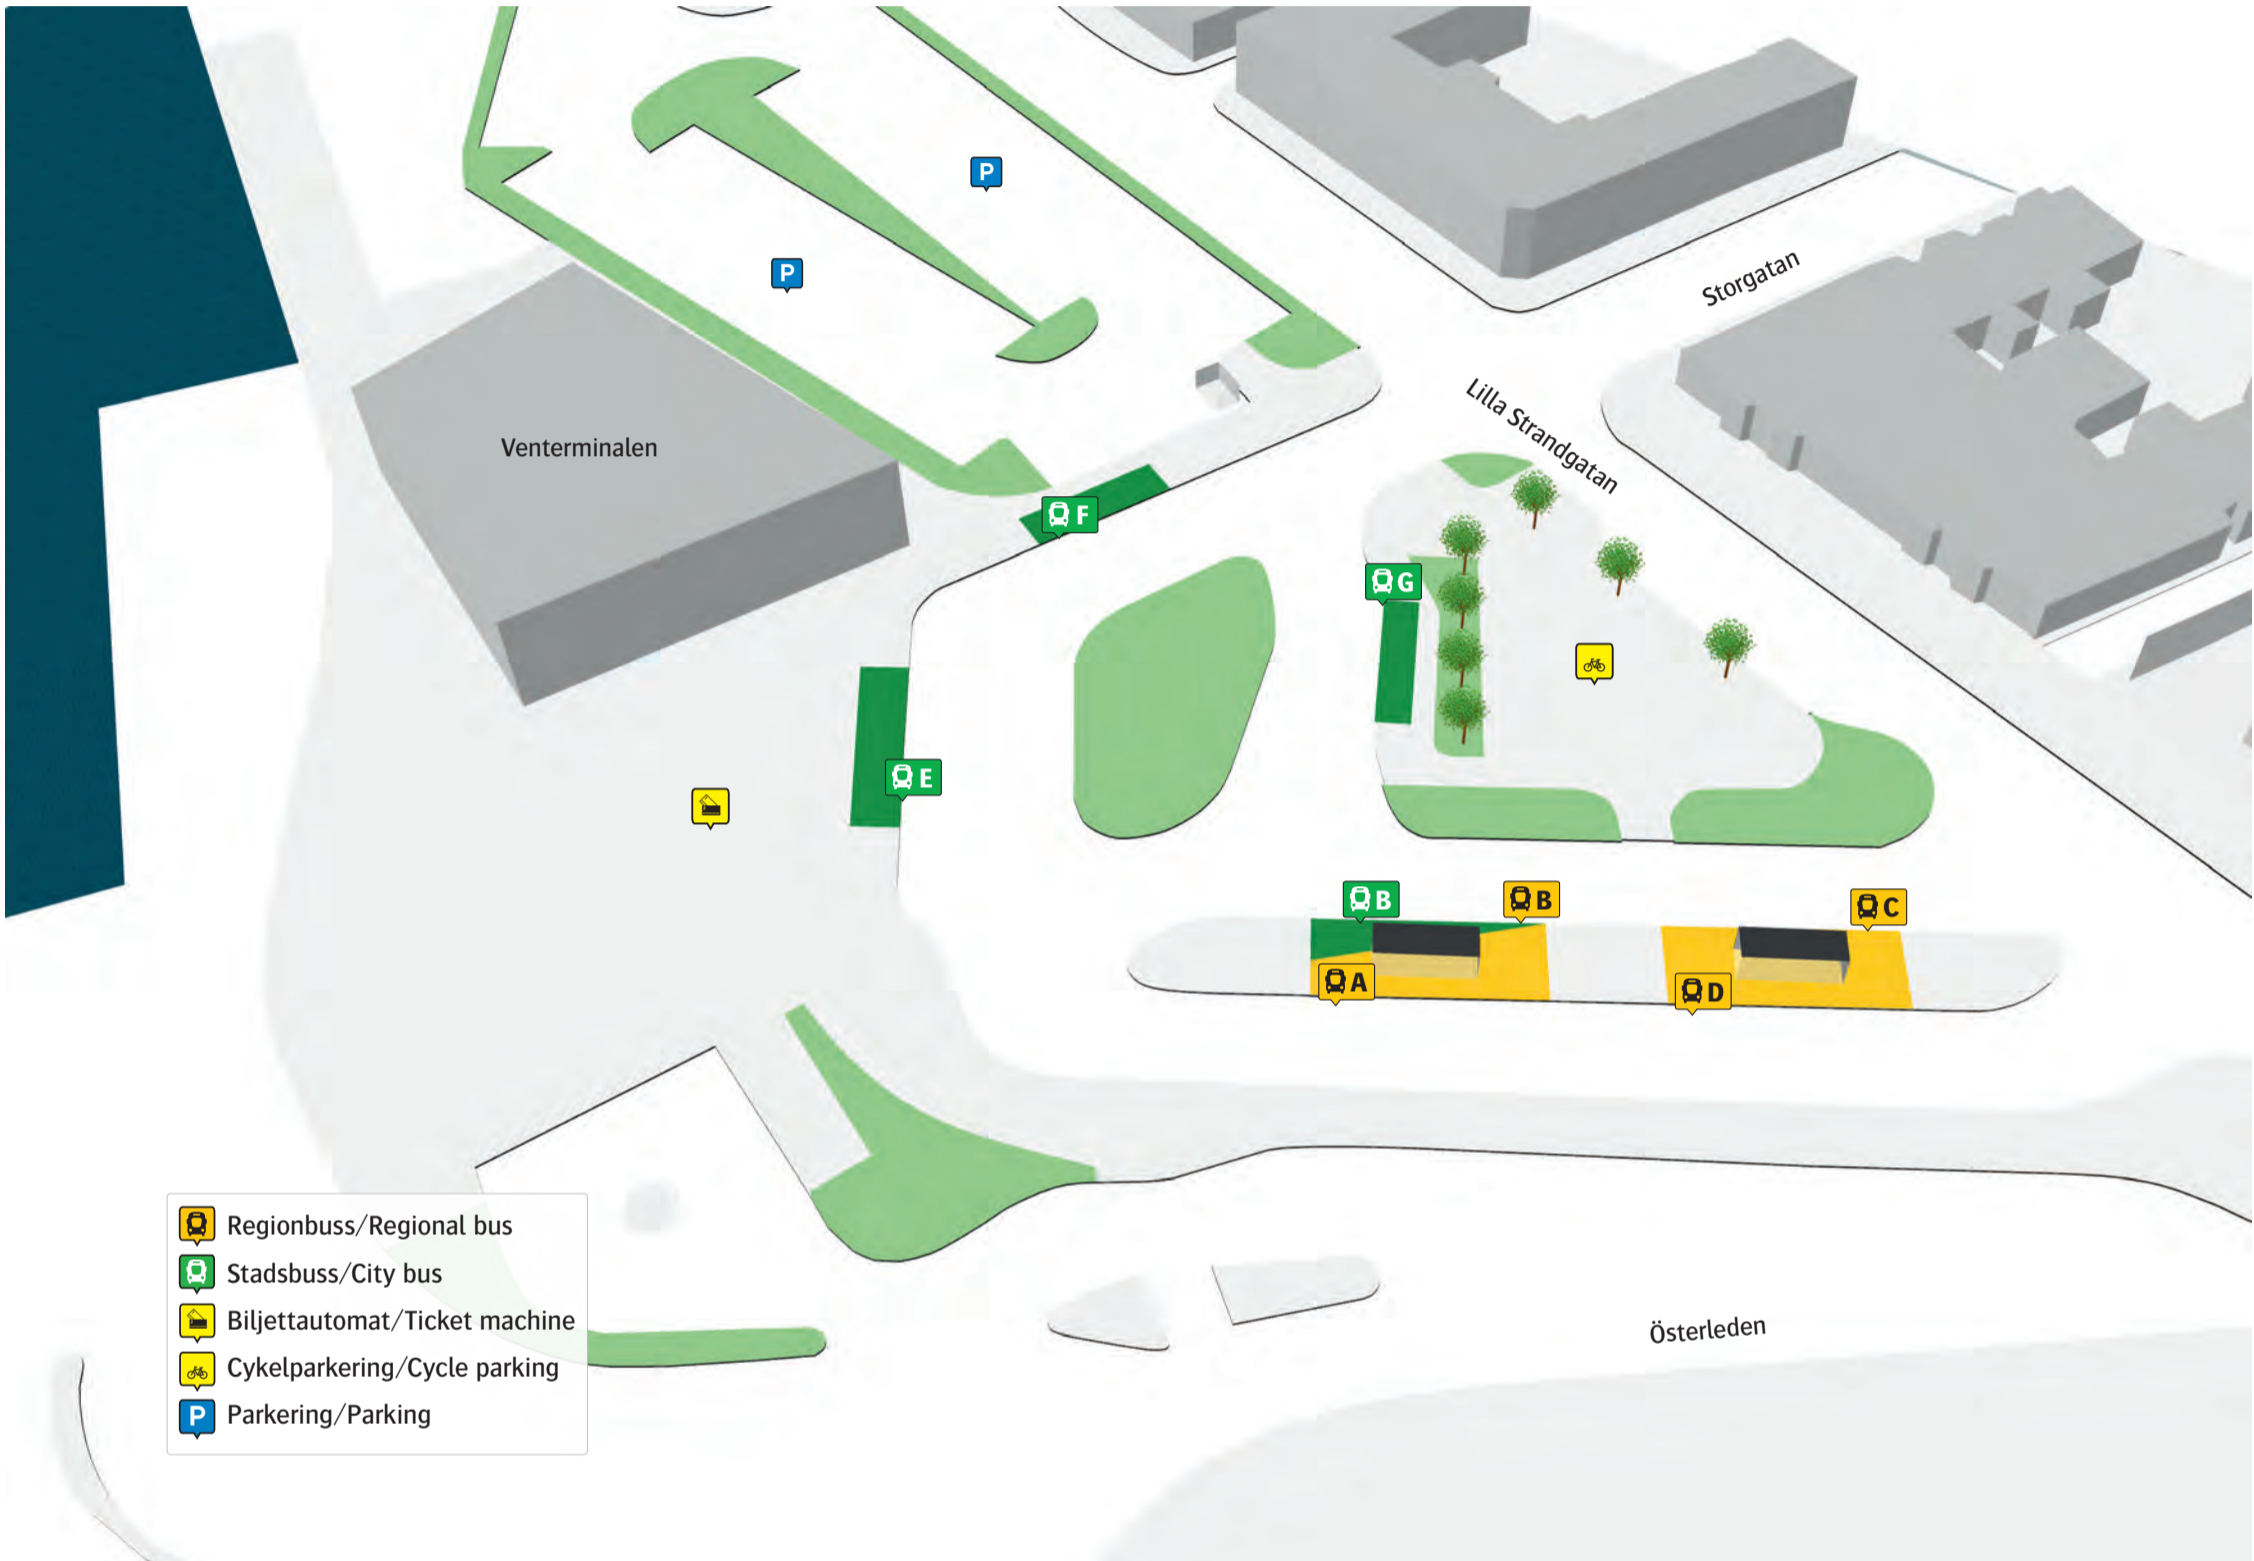 P
P
Storgatan
Lilla Strandgatan
Venterminalen
F
G
E
B
B
C
A
D
Regionbuss/Regional bus
Stadsbuss/City bus
Biljettautomat/Ticket machine
Cykelparkering/Cycle parking
P Parkering/Parking
Österleden